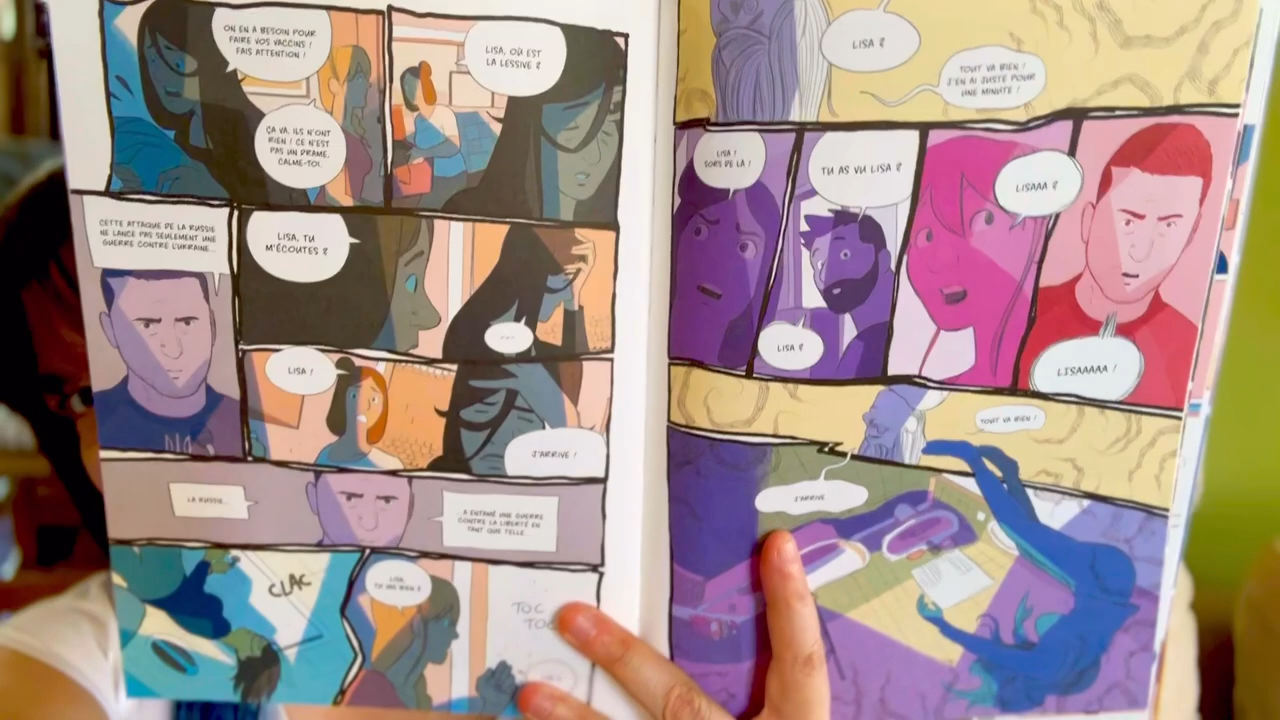 ON EN A BESOIN POUR
FAIRE VOS VACCINS !
FAIS ATTENTION !
ÇA VA, ILS N'ONT
RIEN ! CE N'EST
PAS UN DRAME.
CALME-TOI.
LISA, OÙ EST
LA LESSIVE ?
CETTE ATTAQUE DE LA RUSSIE
NE LANCE PAS SEULEMENT UNE
GUERRE CONTRE L'UKRAINE...
LISA, TU
M'ÉCOUTES ?
...
LISA !
J'ARRIVE !
LA RUSSIE...
...A ENTAMÉ UNE GUERRE
CONTRE LA LIBERTÉ EN
TANT QUE TELLE...
CLAC
LISA,
TU VAS BIEN ?
TOC
TOC
LISA ?
TOUT VA BIEN !
J'EN AI JUSTE POUR
UNE MINUTE !
LISA !
SORS DE LÀ !
TU AS VU LISA ?
LISA ?
LISAAA ?
LISAAAAA !
TOUT VA BIEN !
J'ARRIVE